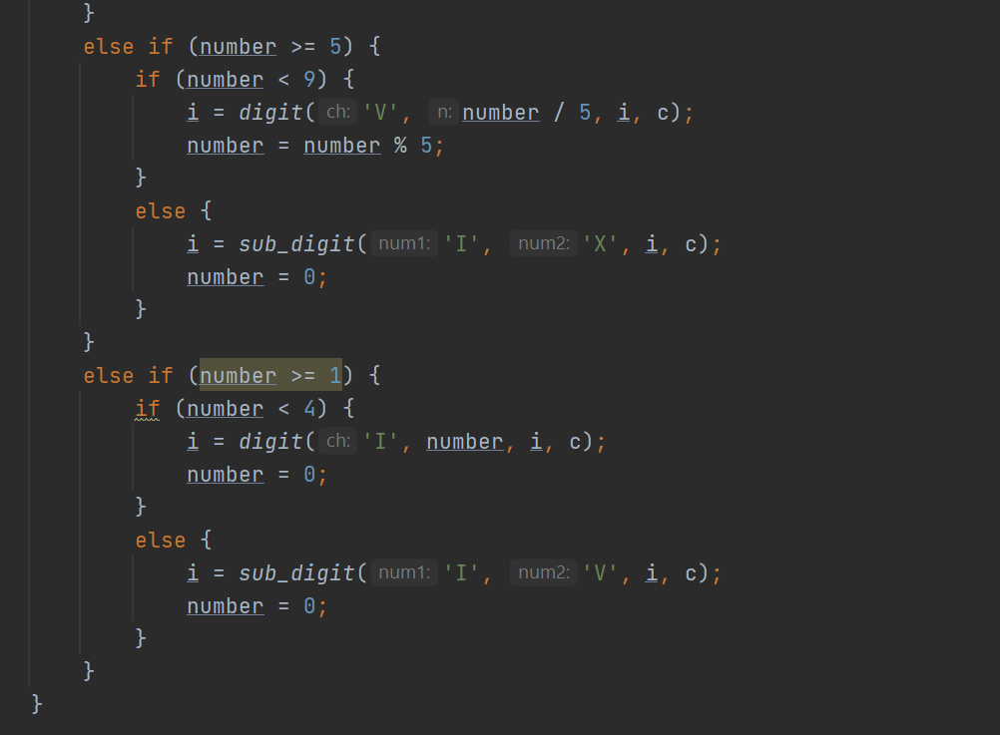 }
else if (number >= 5) {
if (number < 9) {
i = digit( ch: 'V', n: number / 5, i, c);
number = number % 5;
}
else {
i = sub_digit( num1: 'I', num2: 'X', i, c);
number = 0;
}
}
else if (number >= 1) {
if (number < 4) {
i = digit( ch: 'I', number, i, c);
number = 0;
}
else {
i = sub_digit( num1: 'I', num2: 'V', i, c);
number = 0;
}
}
}